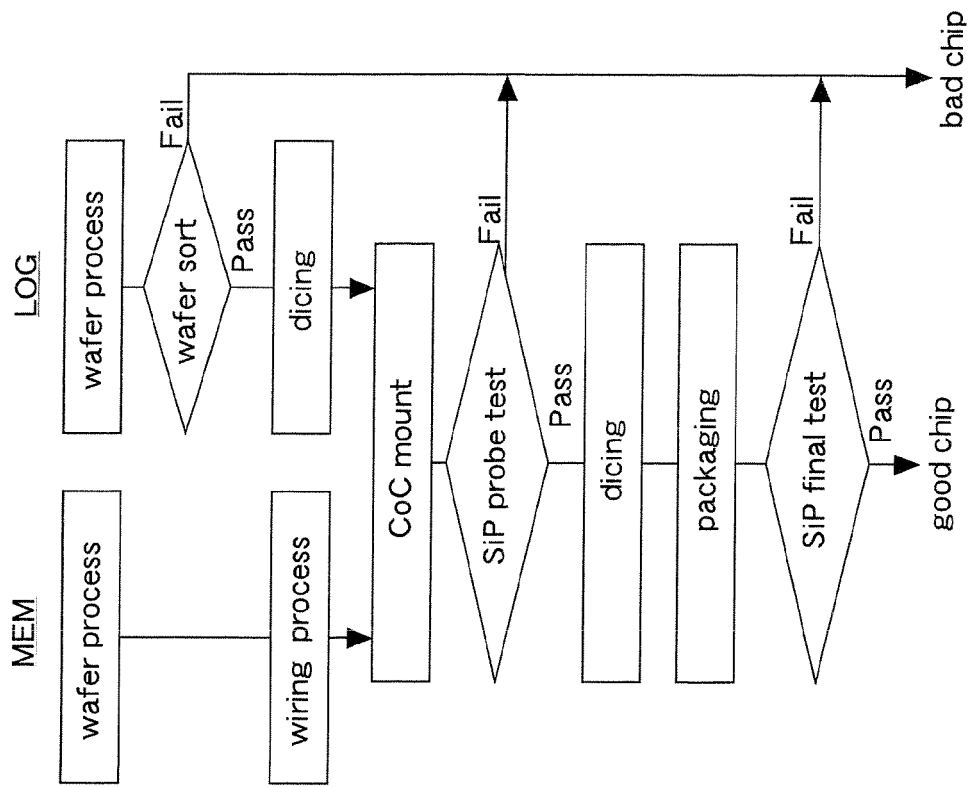 MEM
LOG
wafer process
wafer process
wafer sort
Fail
Pass
wiring process
dicing
CoC mount
SiP probe test
Fail
Pass
dicing
packaging
SiP final test
Fail
Pass
good chip
bad chip